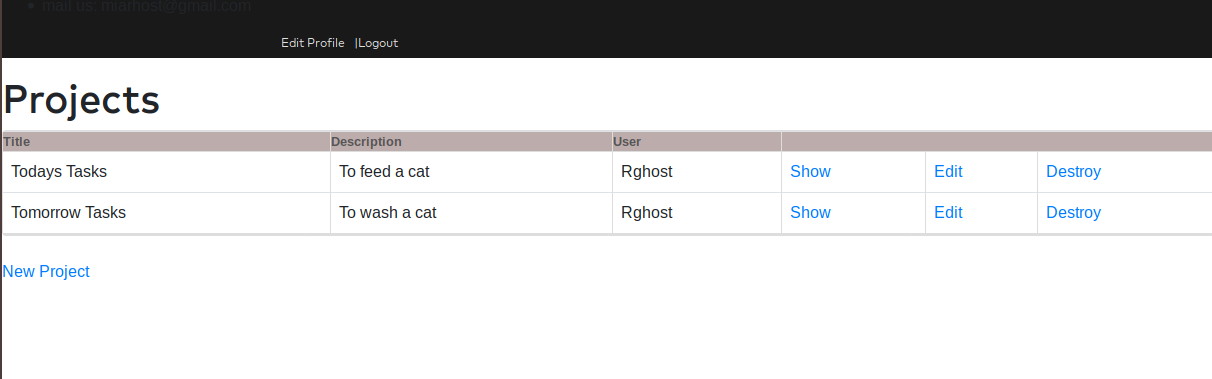 mail us: miarhost@gmail.com
Edit Profile |Logout
Projects
Title Description User
Todays Tasks To feed a cat Rghost Show Edit Destroy
Tomorrow Tasks To wash a cat Rghost Show Edit Destroy
New Project